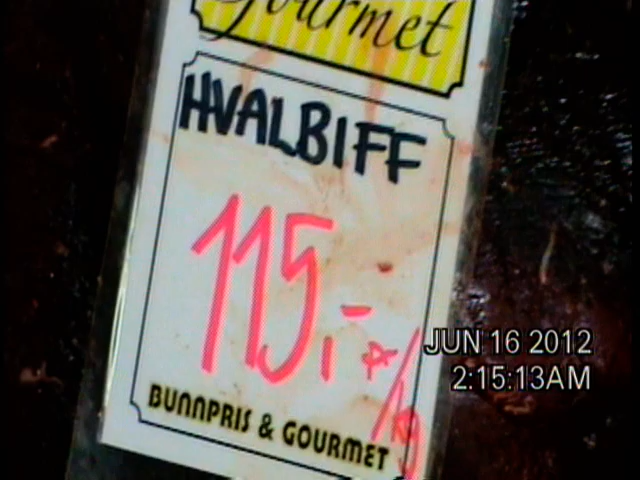 Gourmet
HVALBIFF
115,-
pr/kg
BUNNPRIS & GOURMET
JUN 16 2012
2:15:13AM